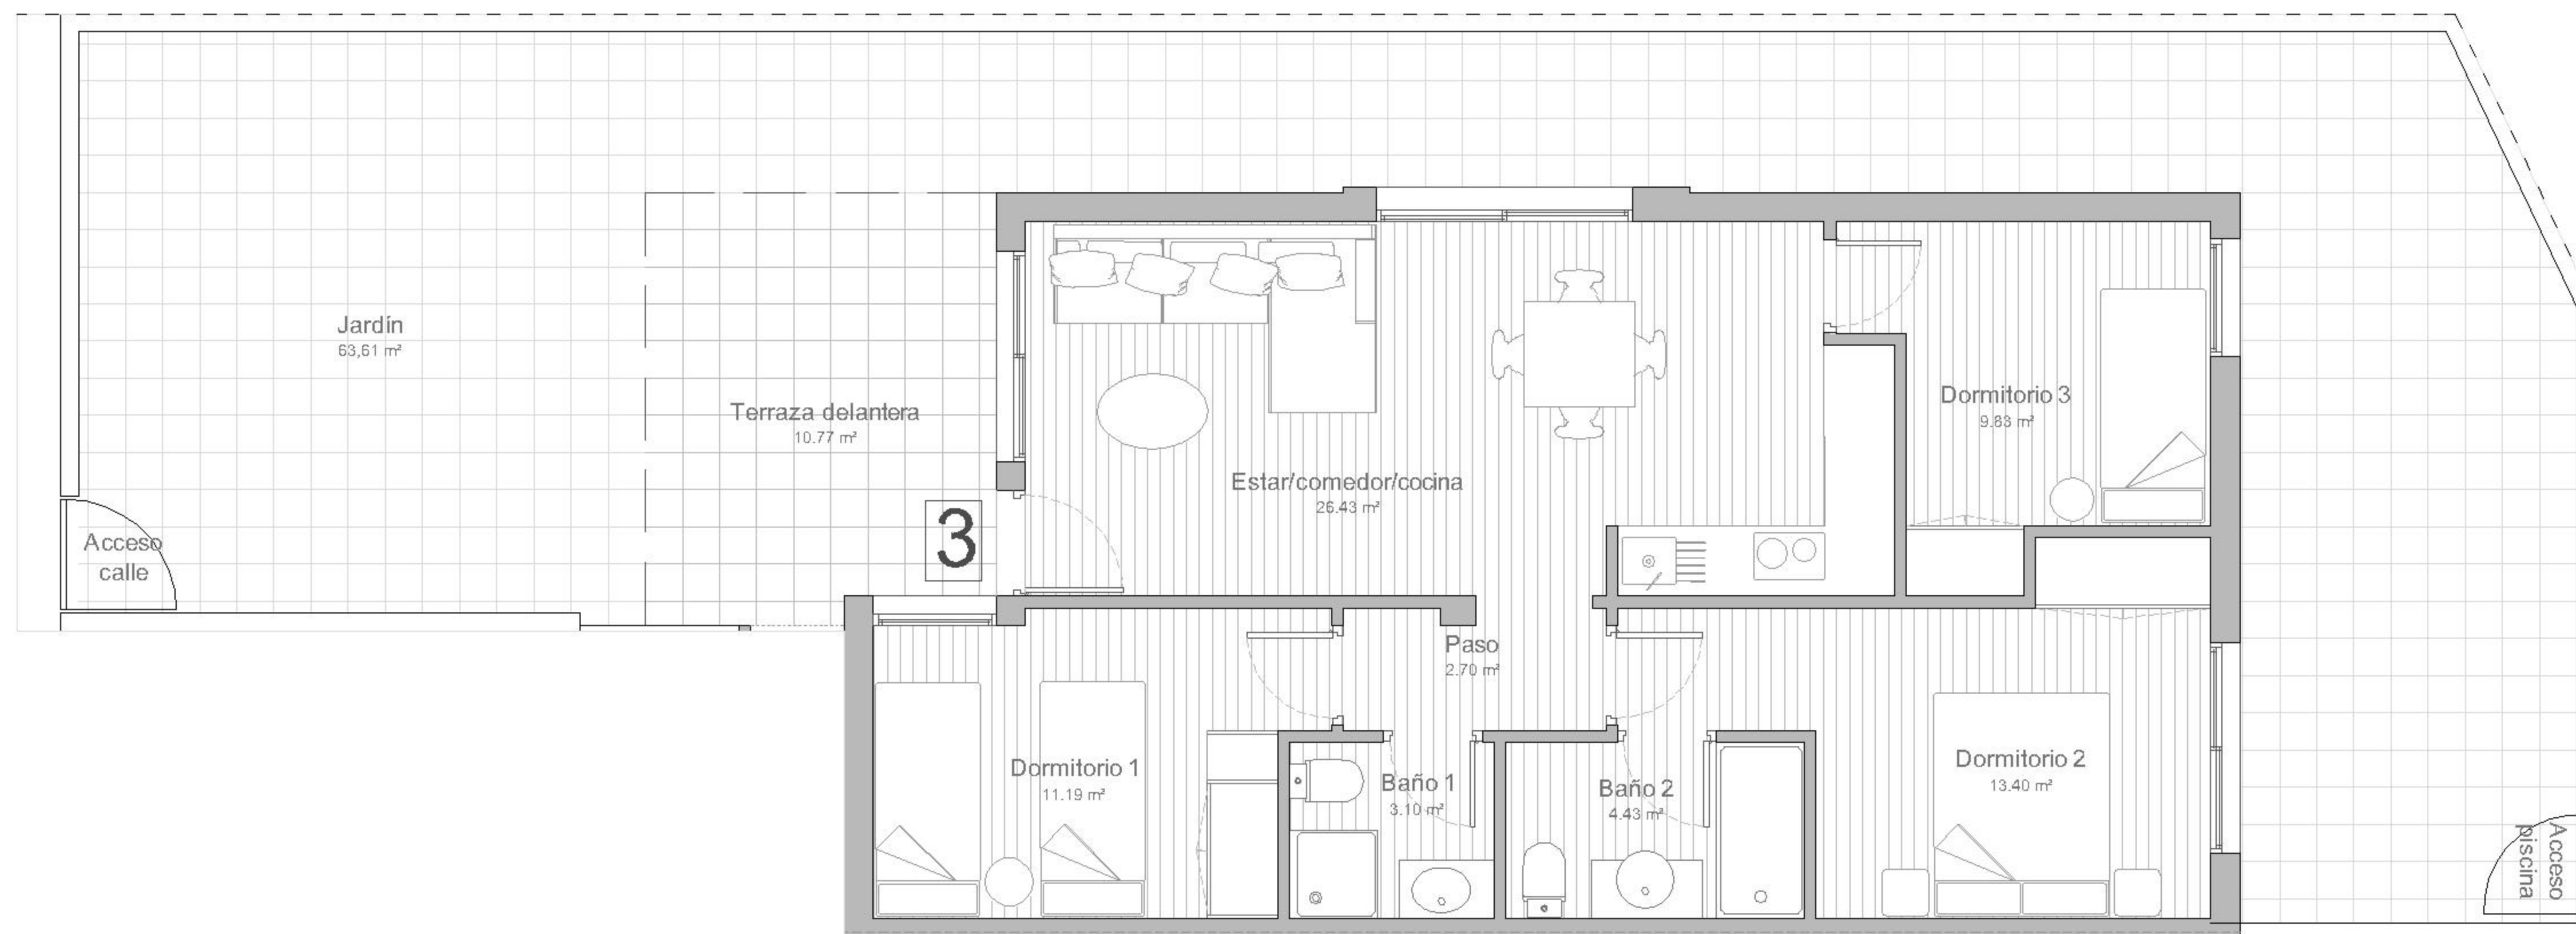 Jardín
63,61 m²
Terraza delantera
10.77 m²
Acceso
calle
3
Estar/comedor/cocina
26.43 m²
Dormitorio 3
9.83 m²
Paso
2.70 m²
Dormitorio 1
11.19 m²
Baño 1
3.10 m²
Baño 2
4.43 m²
Dormitorio 2
13.40 m²
Acceso
piscina